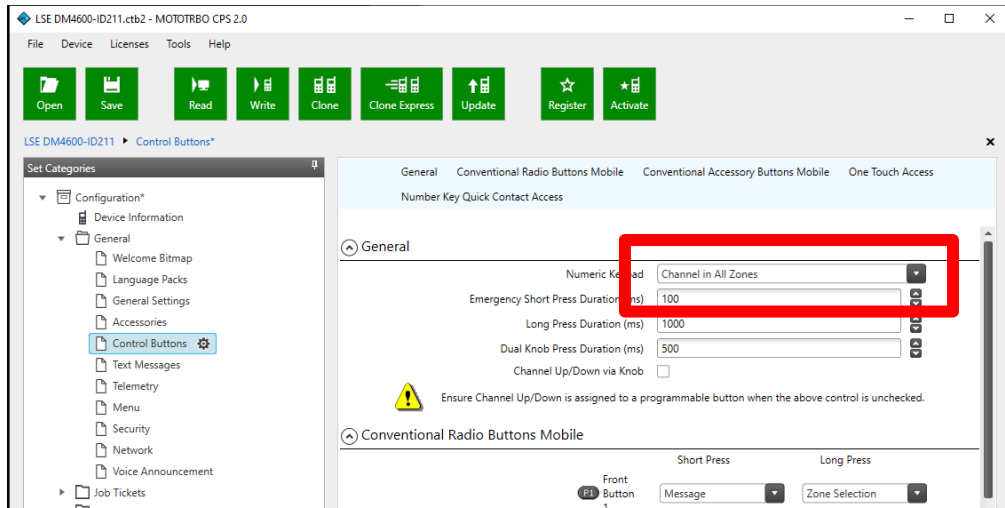 LSE DM4600-ID211.ctb2 - MOTOTRBO CPS 2.0
File Device Licenses Tools Help
Open Save Read Write Clone Clone Express Update Register Activate
LSE DM4600-ID211 Control Buttons*
Set Categories
Configuration*
Device Information
General
Welcome Bitmap
Language Packs
General Settings
Accessories
Control Buttons
Text Messages
Telemetry
Menu
Security
Network
Voice Announcement
Job Tickets
General Conventional Radio Buttons Mobile Conventional Accessory Buttons Mobile One Touch Access
Number Key Quick Contact Access
General
Numeric Channel in All Zones
Emergency Short Press Duration 100
Long Press Duration (ms) 1000
Dual Knob Press Duration (ms) 500
Channel Up/Down via Knob
Ensure Channel Up/Down is assigned to a programmable button when the above control is unchecked.
Conventional Radio Buttons Mobile
Short Press Long Press
Front
P1 Button Message Zone Selection